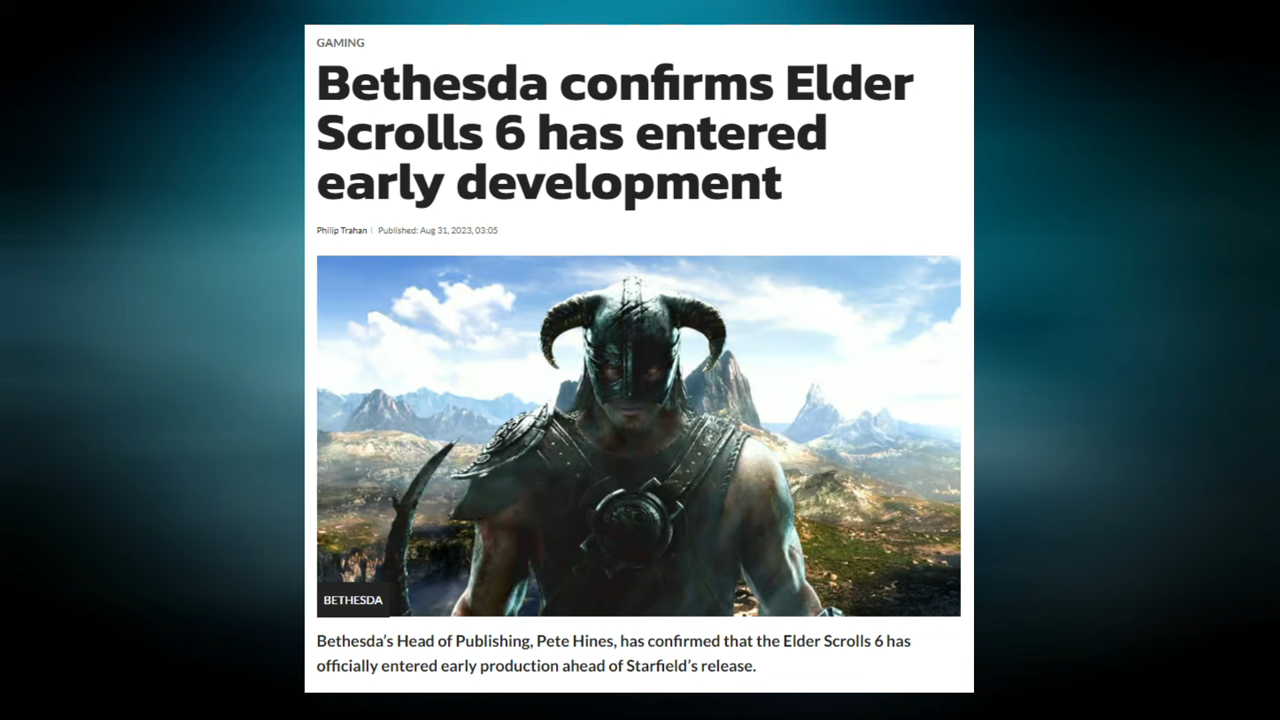 GAMING
Bethesda confirms Elder
Scrolls 6 has entered
early development
Philip Trahan | Published: Aug 31, 2023, 03:05
BETHESDA
Bethesda’s Head of Publishing, Pete Hines, has confirmed that the Elder Scrolls 6 has
officially entered early production ahead of Starfield’s release.